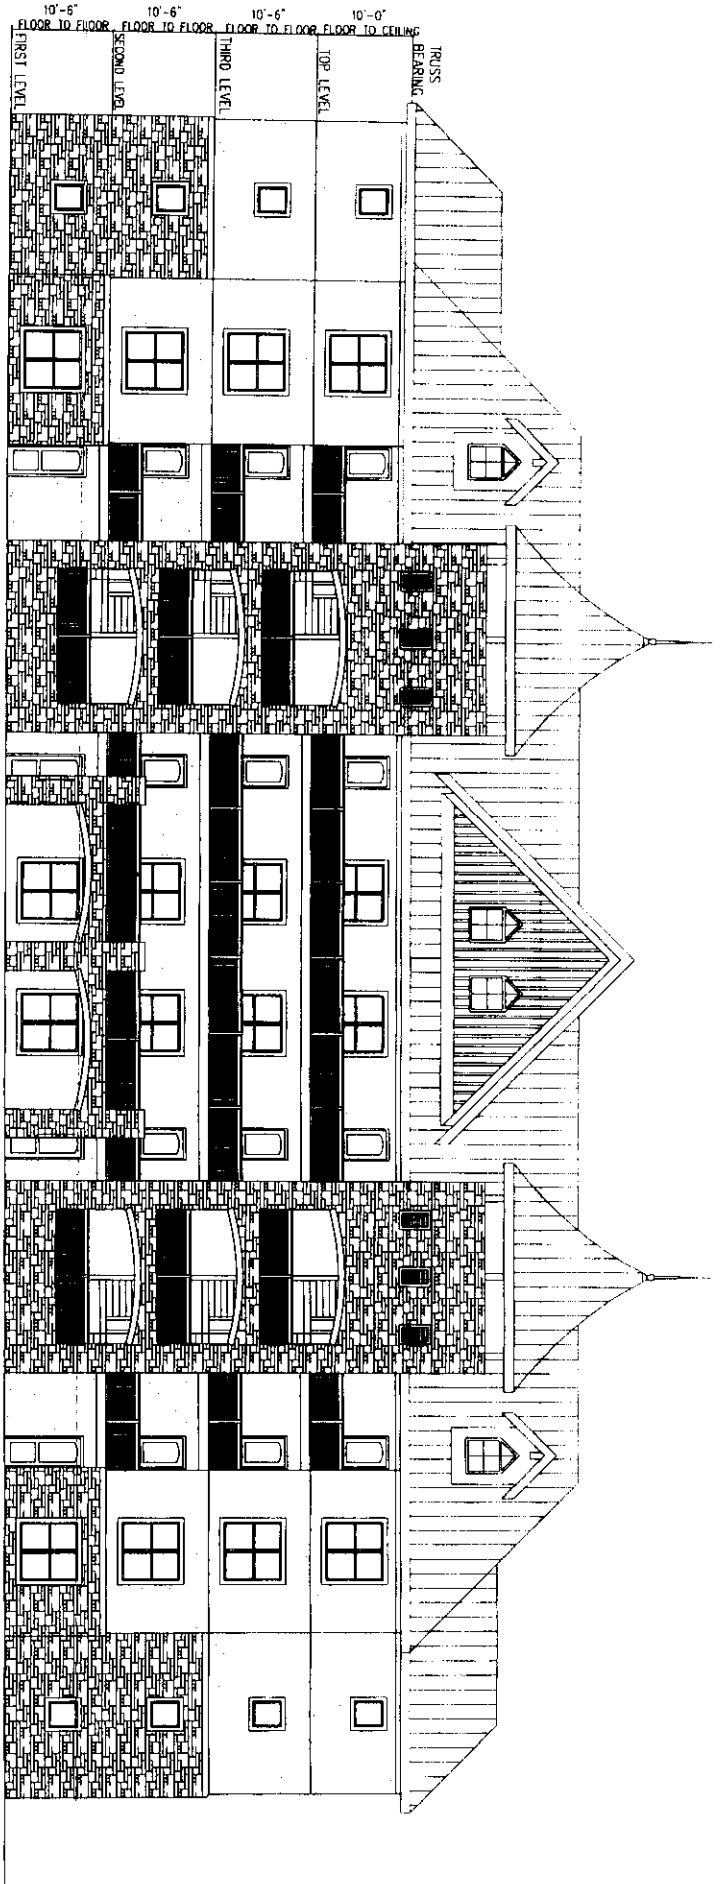 10'-6"
FLOOR TO FLOOR
10'-6"
FLOOR TO FLOOR
10'-6"
FLOOR TO FLOOR
10'-0"
FLOOR TO CEILING
FIRST LEVEL
SECOND LEVEL
THIRD LEVEL
TOP LEVEL
TRUSS
BEARING